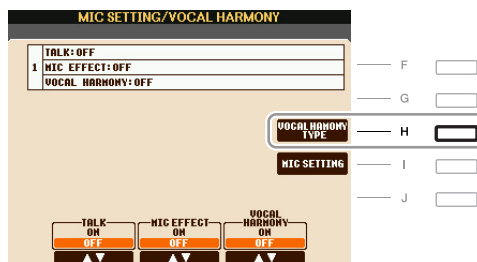 MIC SETTING/VOCAL HARMONY
TALK:OFF
1 MIC EFFECT:OFF
VOCAL HARMONY:OFF
F
G
VOCAL HAMONY
TYPE
H
MIC SETTING
I
J
TALK
ON
OFF
MIC EFFECT
ON
OFF
VOCAL
HARMONY
ON
OFF